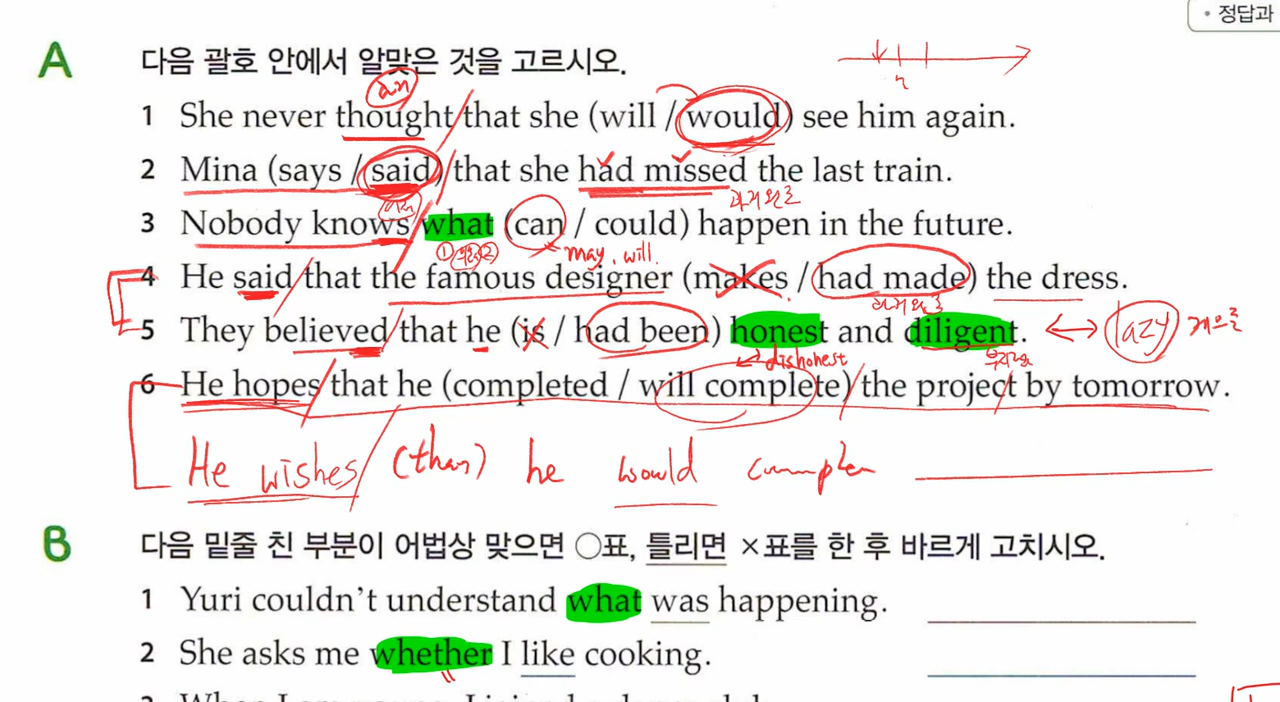 • 정답과
A 다음 괄호 안에서 알맞은 것을 고르시오.
1 She never thought that she (will / would) see him again.
2 Mina (says / said) that she had missed the last train.
과거완료
3 Nobody knows what (can / could) happen in the future.
may, will.
4 He said that the famous designer (makes / had made) the dress.
과거완료
5 They believed that he (is / had been) honest and diligent. ↔ lazy 게으른
↔ dishonest
6 He hopes that he (completed / will complete) the project by tomorrow.
He wishes (that) he would
B 다음 밑줄 친 부분이 어법상 맞으면 ○표, 틀리면 ×표를 한 후 바르게 고치시오.
1 Yuri couldn't understand what was happening.
2 She asks me whether I like cooking.